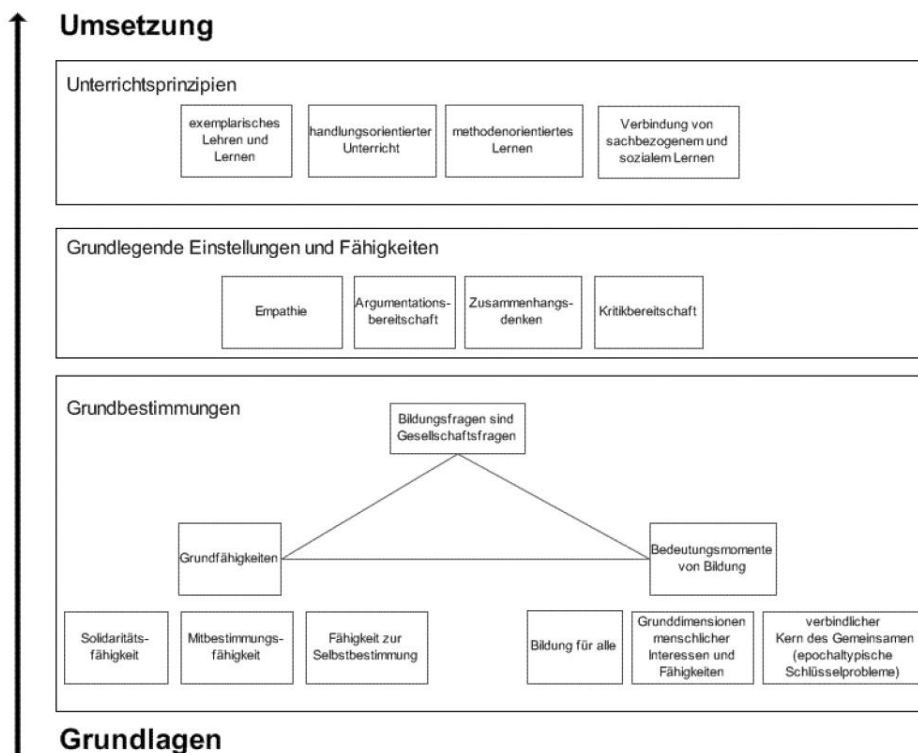 Umsetzung
Unterrichtsprinzipien
exemplarisches
Lehren und
Lernen
handlungsorientierter
Unterricht
methodenorientiertes
Lernen
Verbindung von
sachbezogenem und
sozialem Lernen
Grundlegende Einstellungen und Fähigkeiten
Empathie
Argumentations-
bereitschaft
Zusammenhangs-
denken
Kritikbereitschaft
Grundbestimmungen
Bildungsfragen sind
Gesellschaftsfragen
Grundfähigkeiten
Bedeutungsmomente
von Bildung
Solidaritäts-
fähigkeit
Mitbestimmungs-
fähigkeit
Fähigkeit zur
Selbstbestimmung
Bildung für alle
Grunddimensionen
menschlicher
Interessen und
Fähigkeiten
verbindlicher
Kern des Gemeinsamen
(epochaltypische
Schlüsselprobleme)
Grundlagen